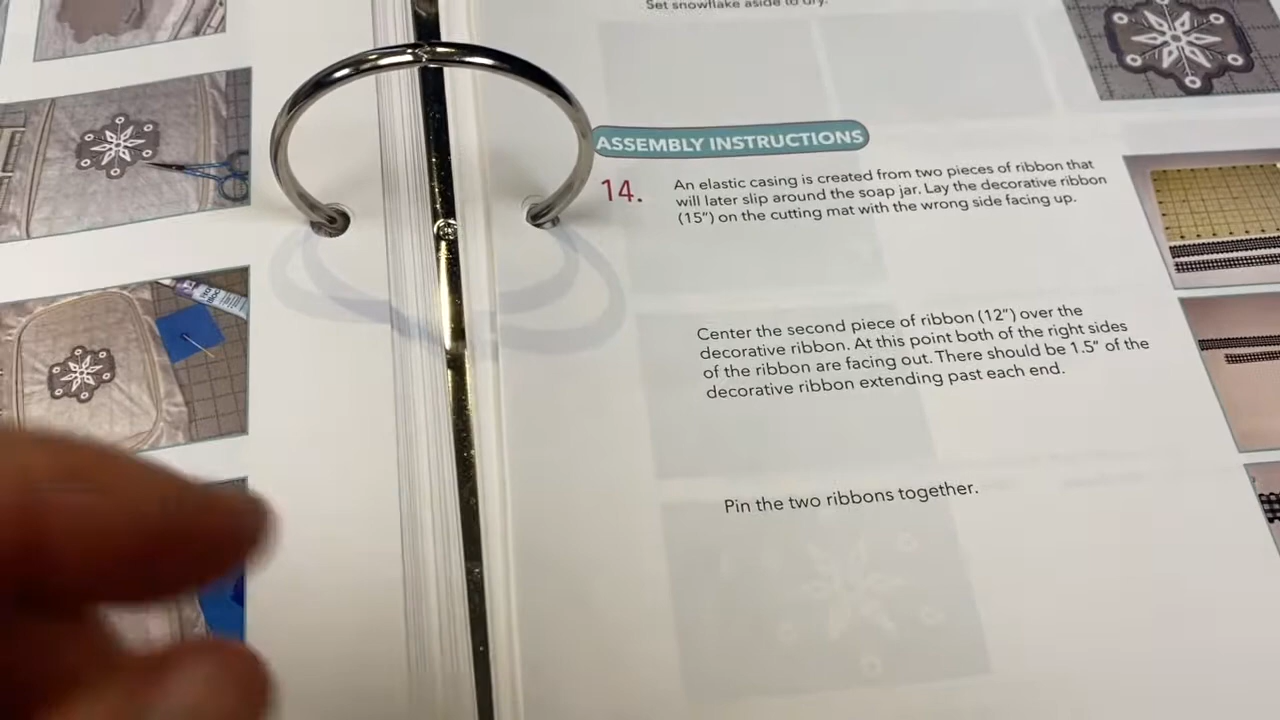 Set snowflake aside to dry.
ASSEMBLY INSTRUCTIONS
14.
An elastic casing is created from two pieces of ribbon that
will later slip around the soap jar. Lay the decorative ribbon
(15″) on the cutting mat with the wrong side facing up.
Center the second piece of ribbon (12″) over the
decorative ribbon. At this point both of the right sides
of the ribbon are facing out. There should be 1.5″ of the
decorative ribbon extending past each end.
Pin the two ribbons together.